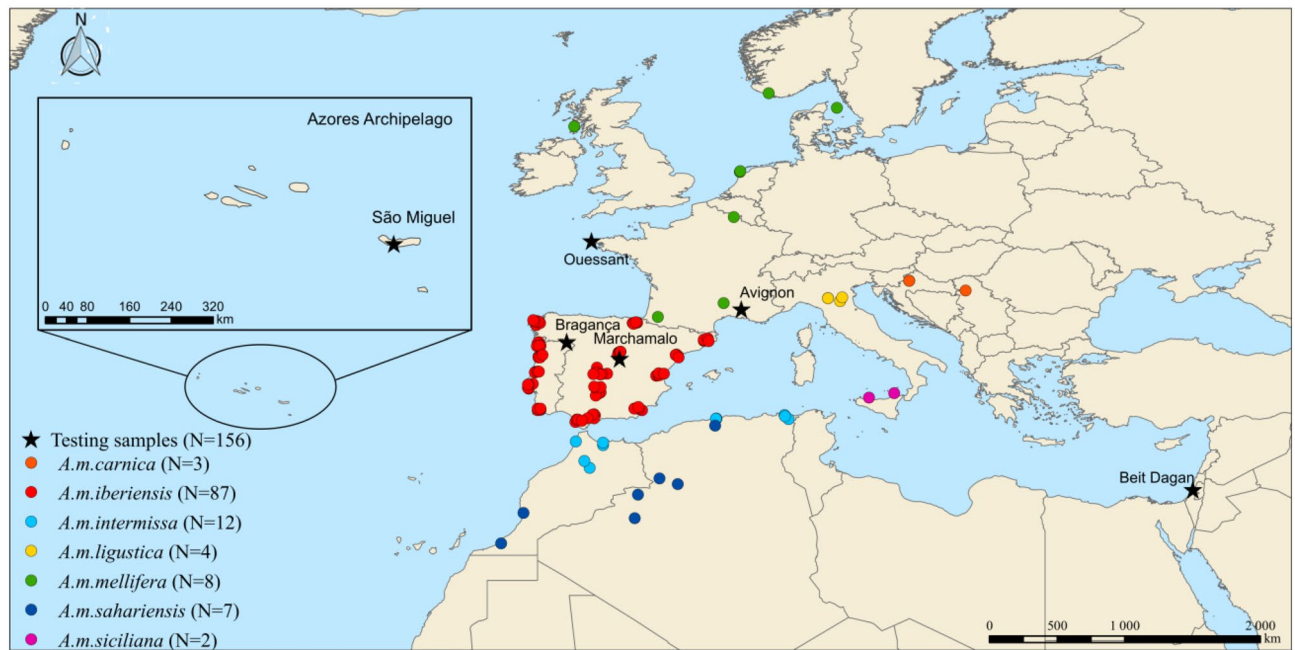 N
Azores Archipelago
São Miguel
0 40 80 160 240 320
km
Ouessant
Avignon
Bragança
Marchamalo
Beit Dagan
Testing samples (N=156)
A.m.carnica (N=3)
A.m.iberiensis (N=87)
A.m.intermissa (N=12)
A.m.ligustica (N=4)
A.m.mellifera (N=8)
A.m.sahariensis (N=7)
A.m.siciliana (N=2)
0 500 1 000 2 000
km